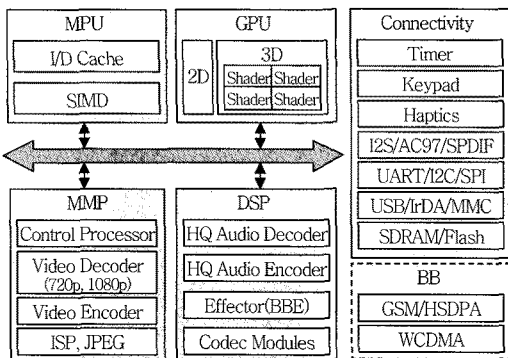 MPU
I/D Cache
SIMD
GPU
2D
3D
Shader Shader
Shader Shader
Connectivity
Timer
Keypad
Haptics
I2S/AC97/SPDIF
UART/I2C/SPI
USB/IrDA/MMC
SDRAM/Flash
MMP
Control Processor
Video Decoder
(720p, 1080p)
Video Encoder
ISP, JPEG
DSP
HQ Audio Decoder
HQ Audio Encoder
Effector(BBE)
Codec Modules
BB
GSM/HSDPA
WCDMA